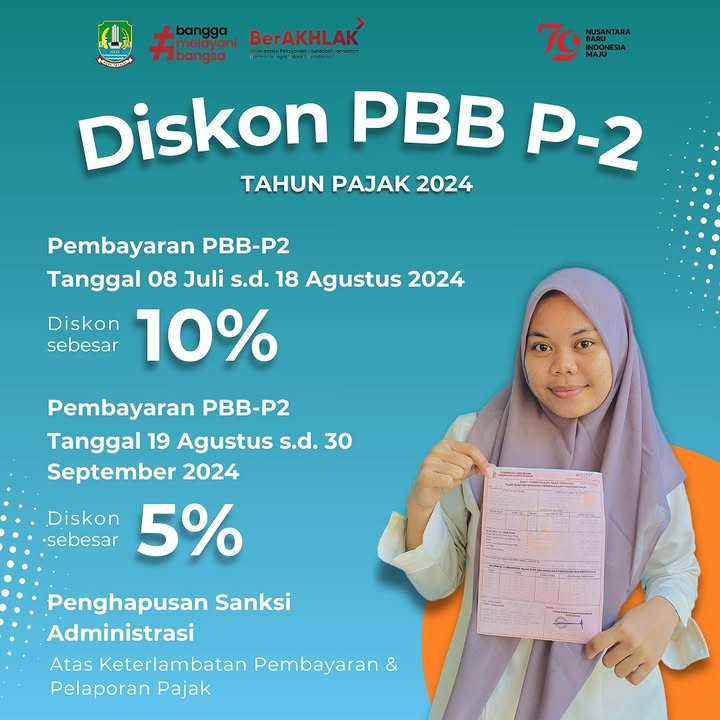 #bangga
melayani
bangsa
BerAKHLAK
79
NUSANTARA
BARU
INDONESIA
MAJU
Diskon PBB P-2
TAHUN PAJAK 2024
Pembayaran PBB-P2
Tanggal 08 Juli s.d. 18 Agustus 2024
Diskon
sebesar
10%
Pembayaran PBB-P2
Tanggal 19 Agustus s.d. 30
September 2024
Diskon
sebesar
5%
Penghapusan Sanksi
Administrasi
Atas Keterlambatan Pembayaran &
Pelaporan Pajak